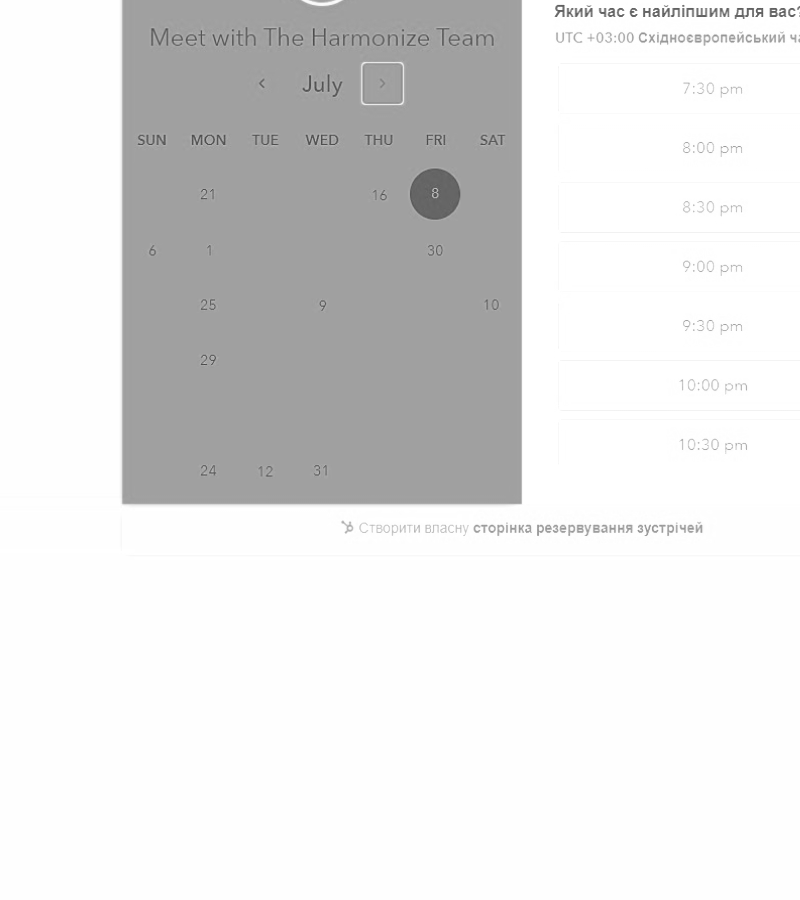 Meet with The Harmonize Team
July
SUN MON TUE WED THU FRI SAT
21 16 8
6 1 30
25 9 10
29
24 12 31
Який час є найліпшим для вас?
UTC +03:00 Східноєвропейський
7:30 pm
8:00 pm
8:30 pm
9:00 pm
9:30 pm
10:00 pm
10:30 pm
Створити власну сторінка резервування зустрічей